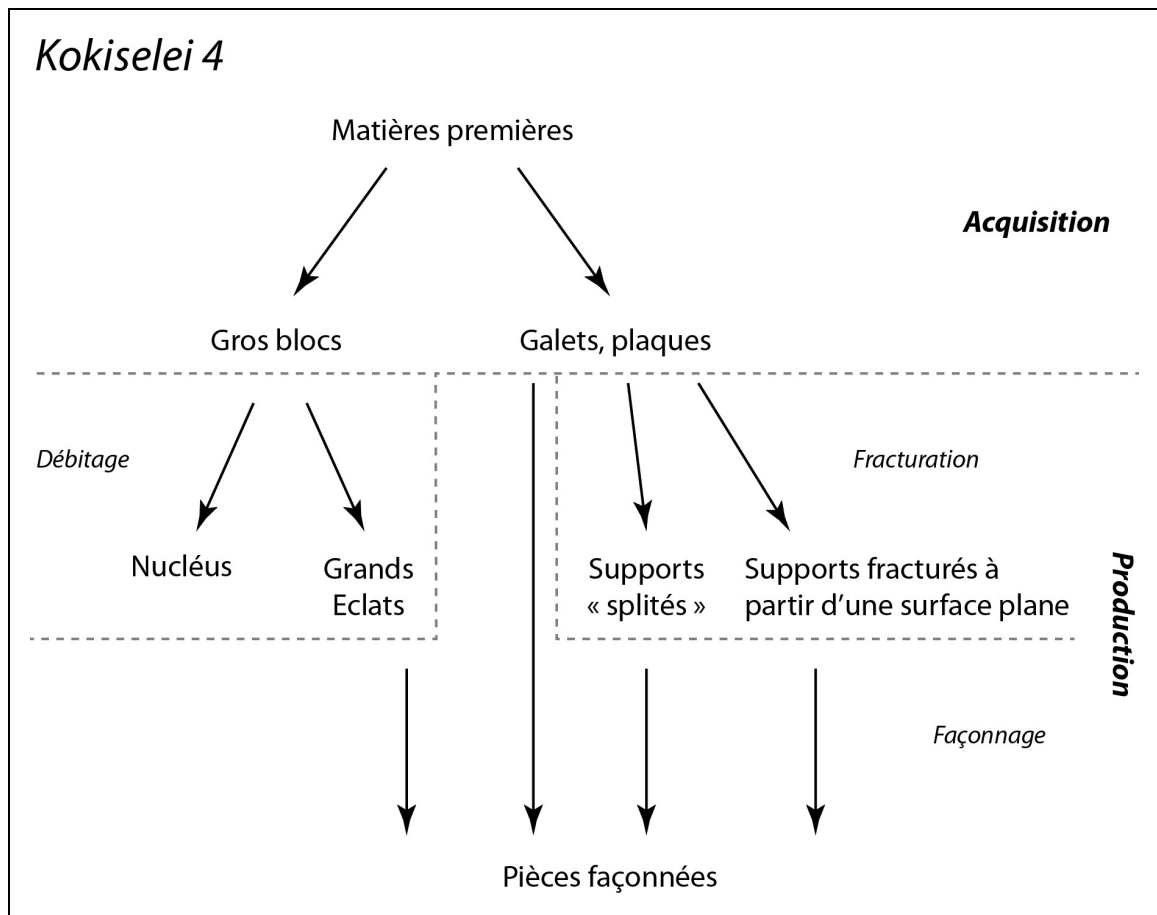 Kokiselei 4
Matières premières
Acquisition
Gros blocs
Galets, plaques
Débitage
Fracturation
Nucléus
Grands
Eclats
Supports
« splités »
Supports fracturés à
partir d'une surface plane
Production
Façonnage
Pièces façonnées